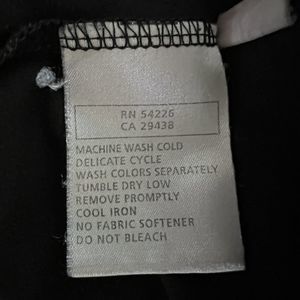 RN 54226
CA 29438
MACHINE WASH COLD
DELICATE CYCLE
WASH COLORS SEPARATELY
TUMBLE DRY LOW
REMOVE PROMPTLY
COOL IRON
NO FABRIC SOFTENER
DO NOT BLEACH